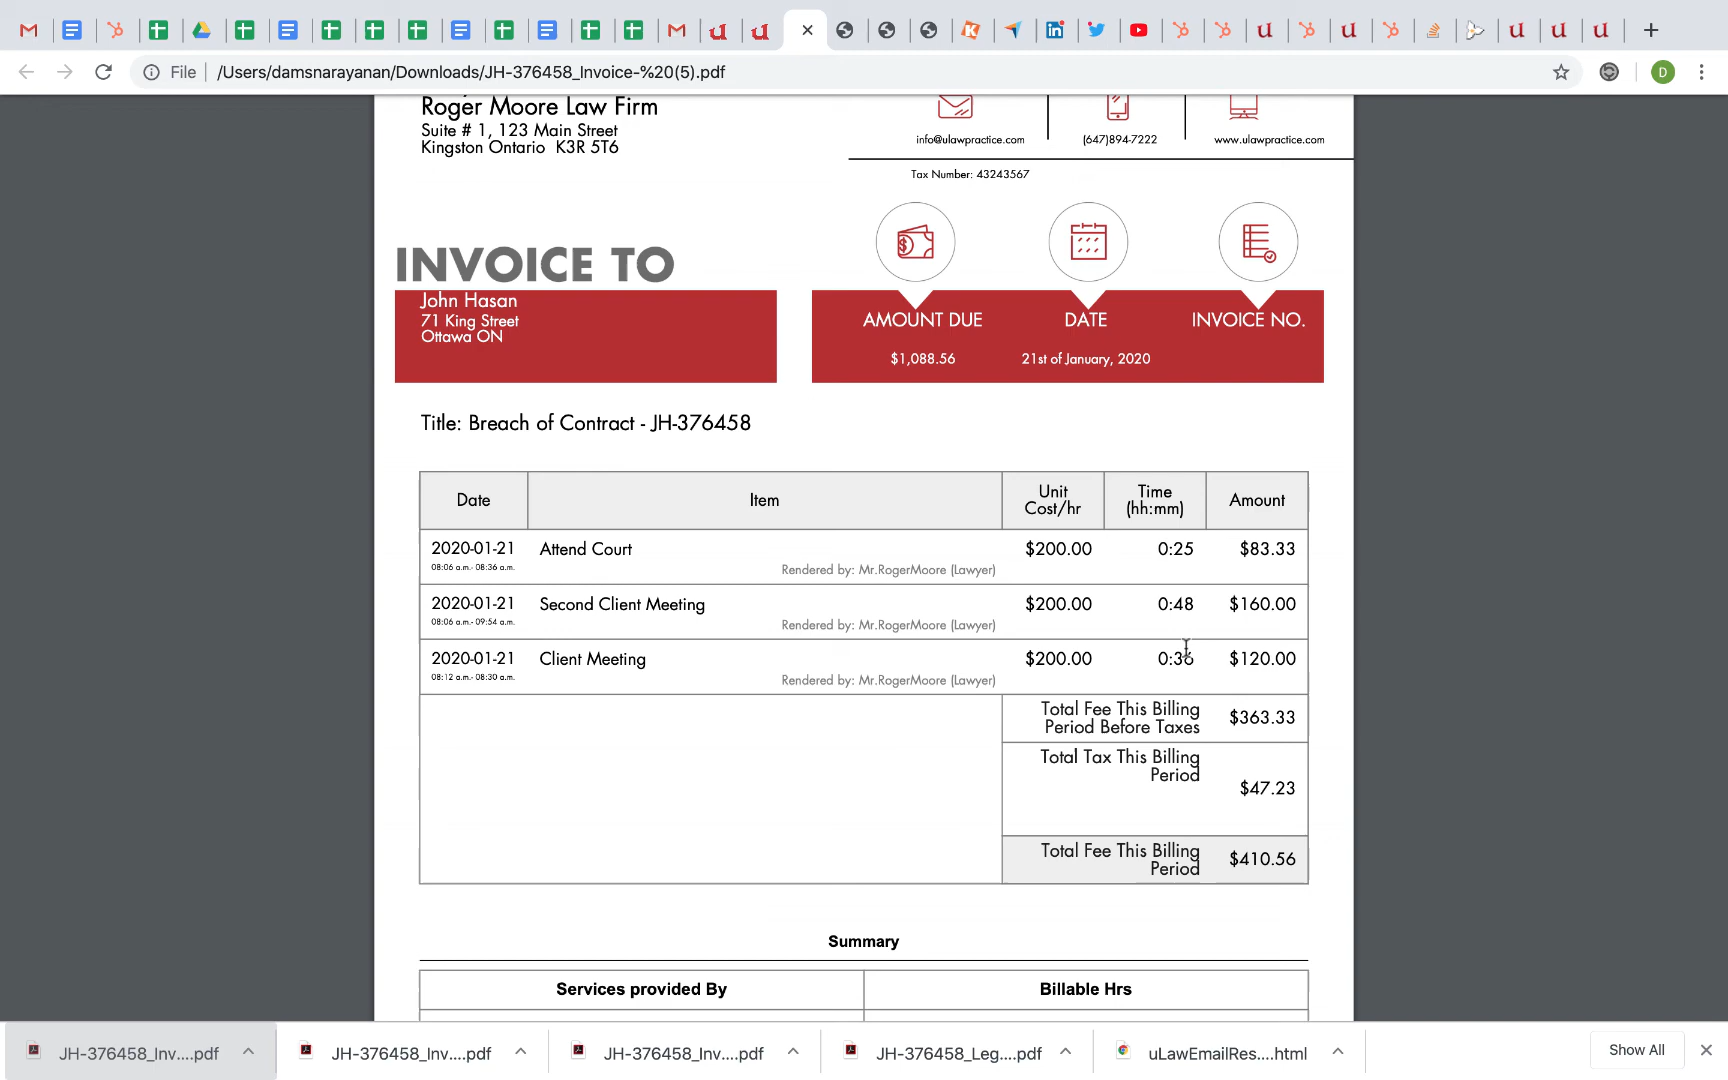 File
/Users/damsnarayanan/Downloads/JH-376458_Invoice-%20(5).pdf
D
Roger Moore Law Firm
Suite # 1, 123 Main Street
Kingston Ontario K3R 5T6
info@ulawpractice.com
(647)894-7222
www.ulawpractice.com
Tax Number: 43243567
INVOICE TO
John Hasan
71 King Street
Ottawa ON
AMOUNT DUE DATE INVOICE NO.
$1,088.56 21st of January, 2020
Title: Breach of Contract - JH-376458
Date Item Unit Cost/hr Time (hh:mm) Amount
2020-01-21 Attend Court $200.00 0:25 $83.33
08:06 a.m.- 08:36 a.m. Rendered by: Mr.RogerMoore (Lawyer)
2020-01-21 Second Client Meeting $200.00 0:48 $160.00
08:06 a.m.- 09:54 a.m. Rendered by: Mr.RogerMoore (Lawyer)
2020-01-21 Client Meeting $200.00 0:36 $120.00
08:12 a.m.- 08:30 a.m. Rendered by: Mr.RogerMoore (Lawyer)
Total Fee This Billing
Period Before Taxes $363.33
Total Tax This Billing
Period
$47.23
Total Fee This Billing
Period $410.56
Summary
Services provided By Billable Hrs
JH-376458_Inv....pdf
JH-376458_Inv....pdf
JH-376458_Inv....pdf
JH-376458_Leg....pdf
uLawEmailRes....html
Show All